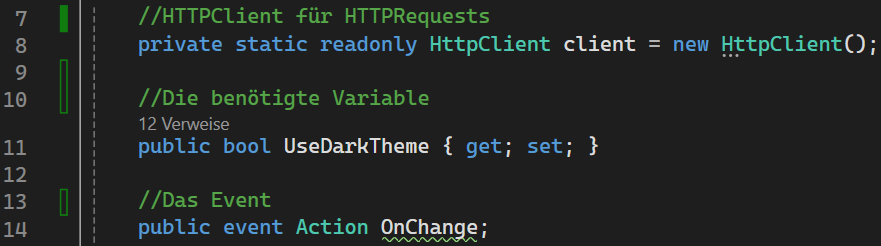 7 //HTTPClient für HTTPRequests
8 private static readonly HttpClient client = new HttpClient();
9
10 //Die benötigte Variable
12 Verweise
11 public bool UseDarkTheme { get; set; }
12
13 //Das Event
14 public event Action OnChange;